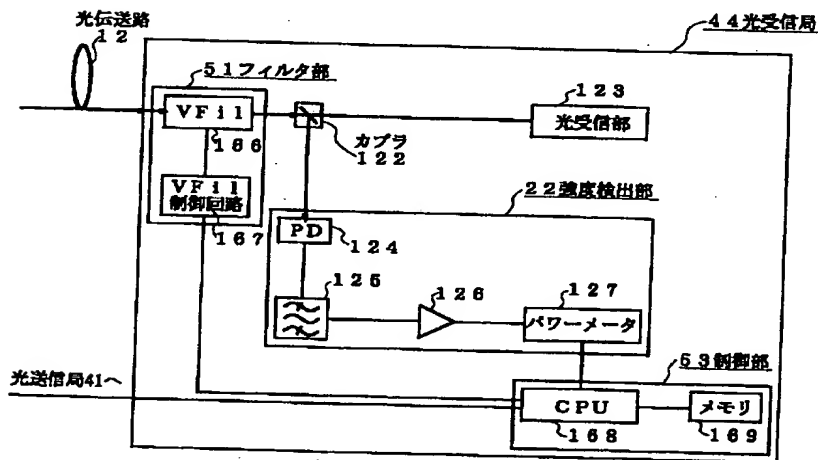 光伝送路
12
44光受信局
51フィルタ部
VFil
166
カプラ
122
123
光受信部
VFil
制御回路
167
22強度検出部
PD
124
125
126
127
パワーメータ
光送信局41へ
53制御部
CPU
168
メモリ
169